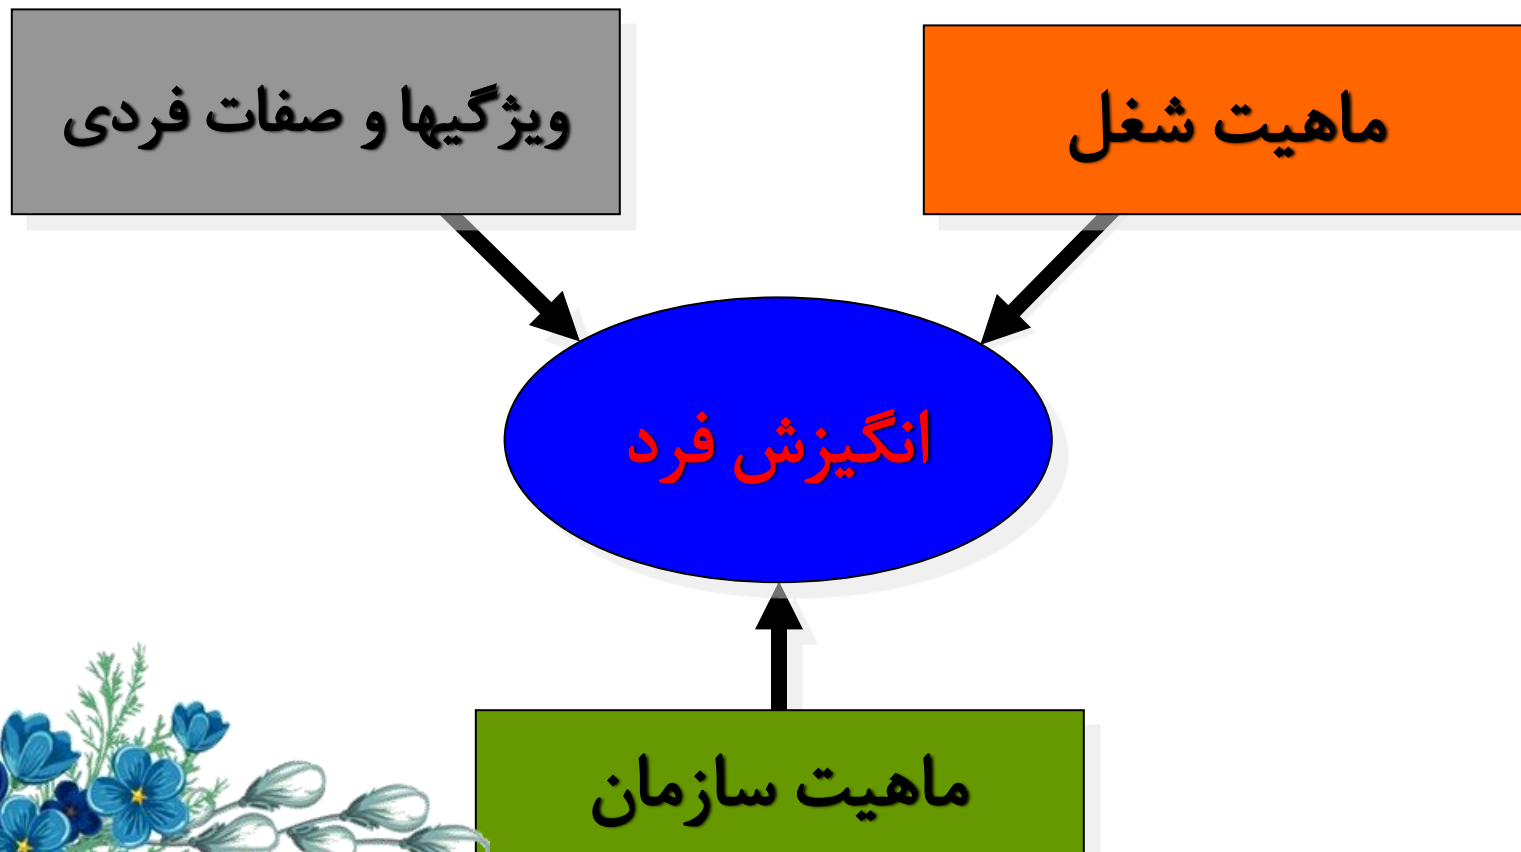 ماهیت شغل
ویژگیها و صفات فردی
انگیزش فرد
ماهیت سازمان